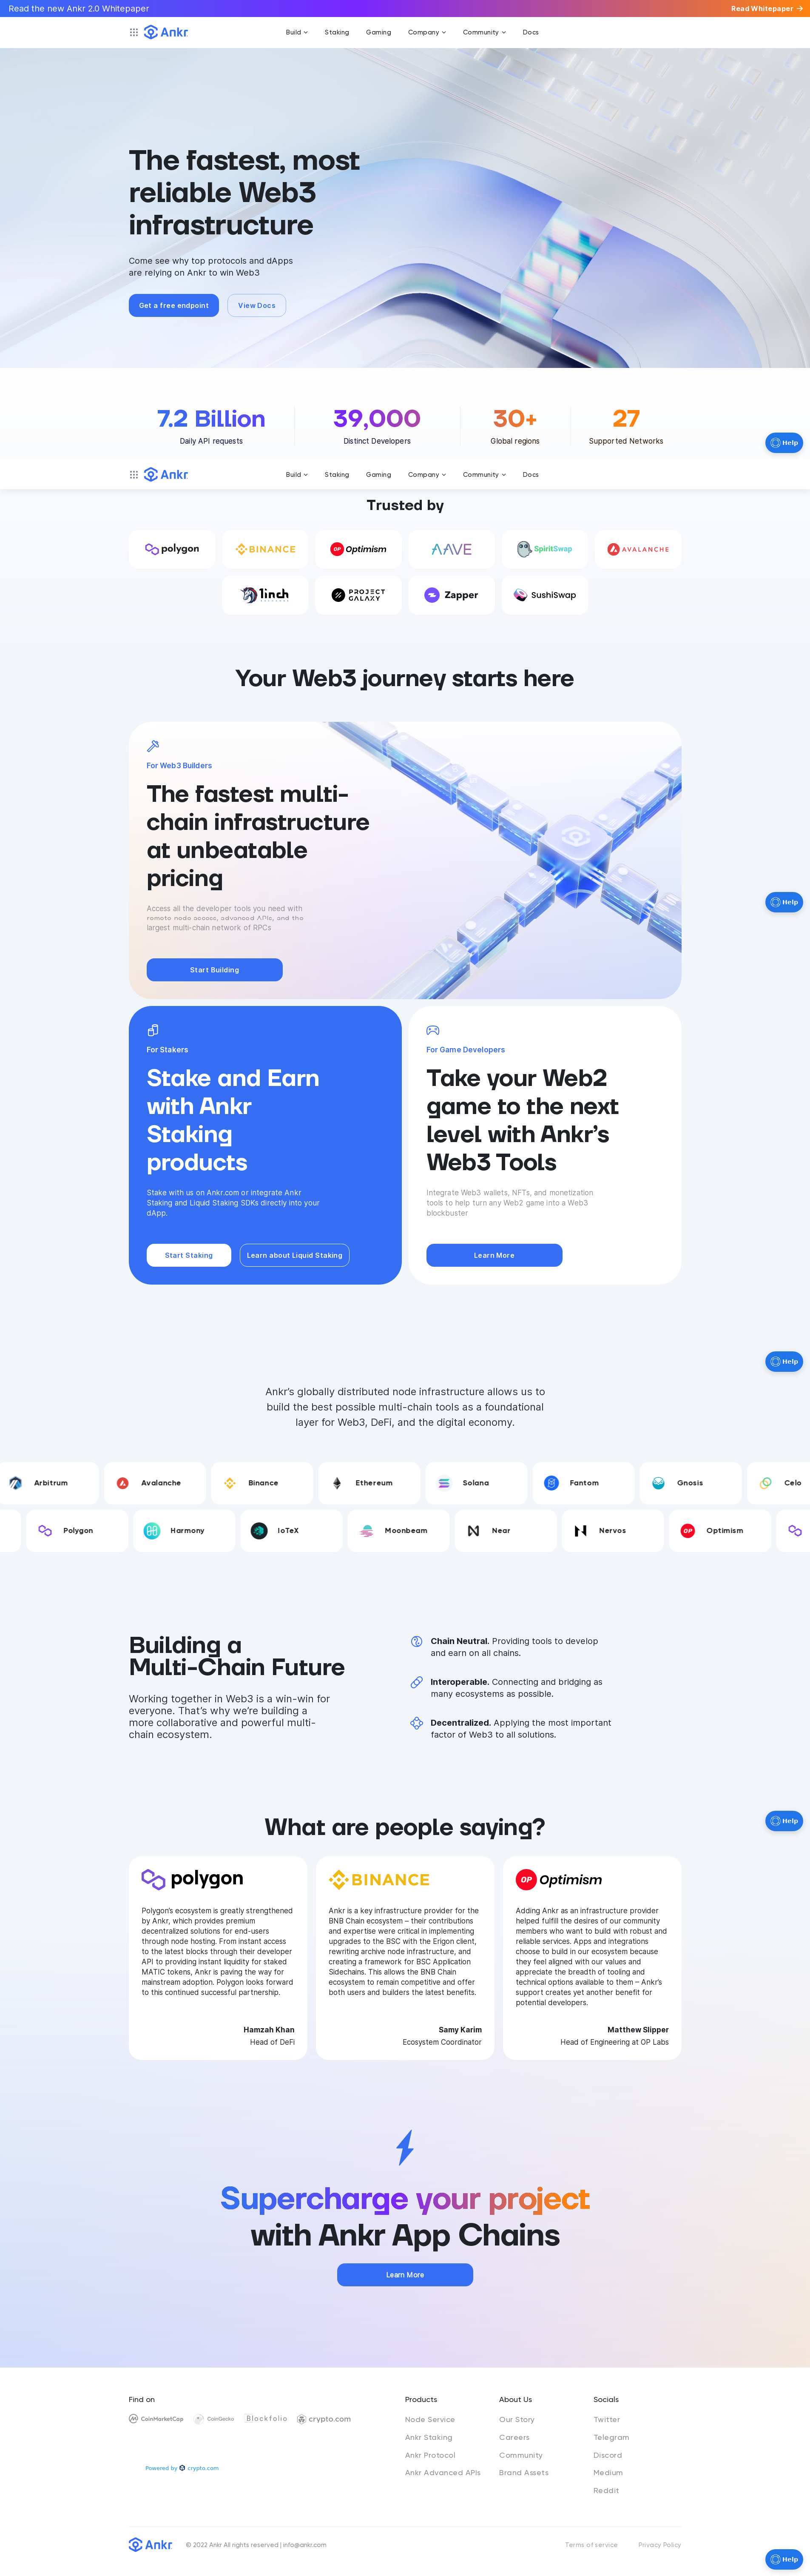 Read the new Ankr 2.0 Whitepaper
Read Whitepaper
Ankr
Build
Staking
Gaming
Company
Community
Docs
The fastest, most
reliable Web3
infrastructure
Come see why top protocols and dApps
are relying on Ankr to win Web3
Get a free endpoint
View Docs
7.2 Billion
Daily API requests
39,000
Distinct Developers
30+
Global regions
27
Supported Networks
Help
Ankr
Build
Staking
Gaming
Company
Community
Docs
Trusted by
polygon
BINANCE
OP Optimism
AAVE
SpiritSwap
AVALANCHE
1inch
PROJECT
GALAXY
Zapper
SushiSwap
Your Web3 journey starts here
For Web3 Builders
The fastest multi-
chain infrastructure
at unbeatable
pricing
Help
Access all the developer tools you need with
remote node access, advanced APIs, and the
largest multi-chain network of RPCs
Start Building
For Stakers
Stake and Earn
with Ankr
Staking
products
Stake with us on Ankr.com or integrate Ankr
Staking and Liquid Staking SDKs directly into your
dApp.
Start Staking
Learn about Liquid Staking
For Game Developers
Take your Web2
game to the next
level with Ankr’s
Web3 Tools
Integrate Web3 wallets, NFTs, and monetization
tools to help turn any Web2 game into a Web3
blockbuster
Learn More
Help
Ankr’s globally distributed node infrastructure allows us to
build the best possible multi-chain tools as a foundational
layer for Web3, DeFi, and the digital economy.
Arbitrum
Avalanche
Binance
Ethereum
Solana
Fantom
Gnosis
Celo
Polygon
Harmony
IoTeX
Moonbeam
Near
Nervos
OP
Optimism
Building a
Multi-Chain Future
Working together in Web3 is a win-win for
everyone. That’s why we’re building a
more collaborative and powerful multi-
chain ecosystem.
Chain Neutral. Providing tools to develop
and earn on all chains.
Interoperable. Connecting and bridging as
many ecosystems as possible.
Decentralized. Applying the most important
factor of Web3 to all solutions.
Help
What are people saying?
polygon
Polygon’s ecosystem is greatly strengthened
by Ankr, which provides premium
decentralized solutions for end-users
through node hosting. From instant access
to the latest blocks through their developer
API to providing instant liquidity for staked
MATIC tokens, Ankr is paving the way for
mainstream adoption. Polygon looks forward
to this continued successful partnership.
Hamzah Khan
Head of DeFi
BINANCE
Ankr is a key infrastructure provider for the
BNB Chain ecosystem – their contributions
and expertise were critical in implementing
upgrades to the BSC with the Erigon client,
rewriting archive node infrastructure, and
creating a framework for BSC Application
Sidechains. This allows the BNB Chain
ecosystem to remain competitive and offer
both users and builders the latest benefits.
Samy Karim
Ecosystem Coordinator
OP Optimism
Adding Ankr as an infrastructure provider
helped fulfill the desires of our community
members who want to build with robust and
reliable services. Apps and integrations
choose to build in our ecosystem because
they feel aligned with our values and
appreciate the breadth of tooling and
technical options available to them – Ankr’s
support creates yet another benefit for
potential developers.
Matthew Slipper
Head of Engineering at OP Labs
Supercharge your project
with Ankr App Chains
Learn More
Find on
CoinMarketCap
CoinGecko
Blockfolio
crypto.com
Powered by crypto.com
Products
Node Service
Ankr Staking
Ankr Protocol
Ankr Advanced APIs
About Us
Our Story
Careers
Community
Brand Assets
Socials
Twitter
Telegram
Discord
Medium
Reddit
Ankr
© 2022 Ankr All rights reserved | info@ankr.com
Terms of service
Privacy Policy
Help